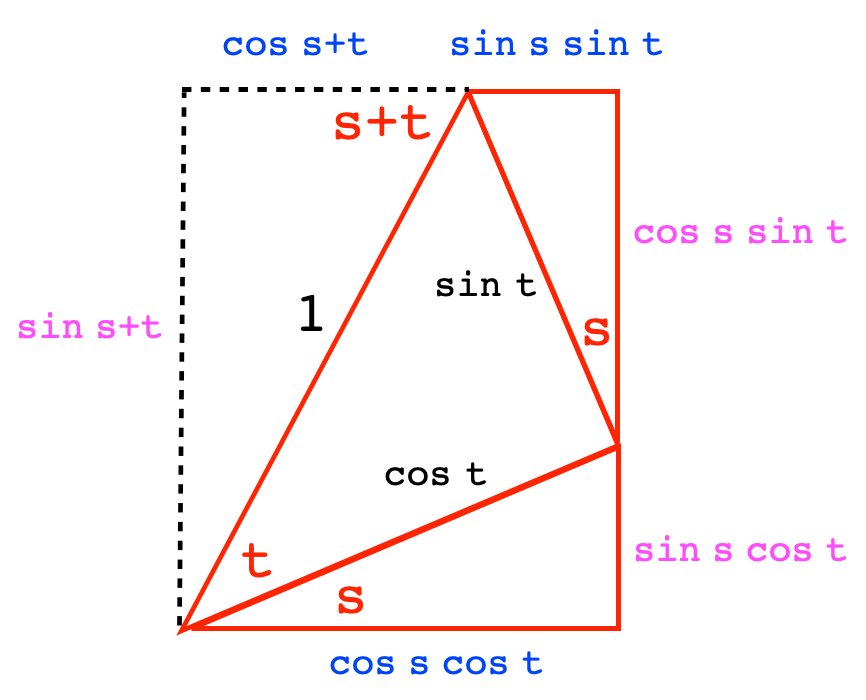 cos s+t
sin s sin t
s+t
cos s sin t
sin t
1
sin s+t
s
cos t
sin s cos t
t
s
cos s cos t